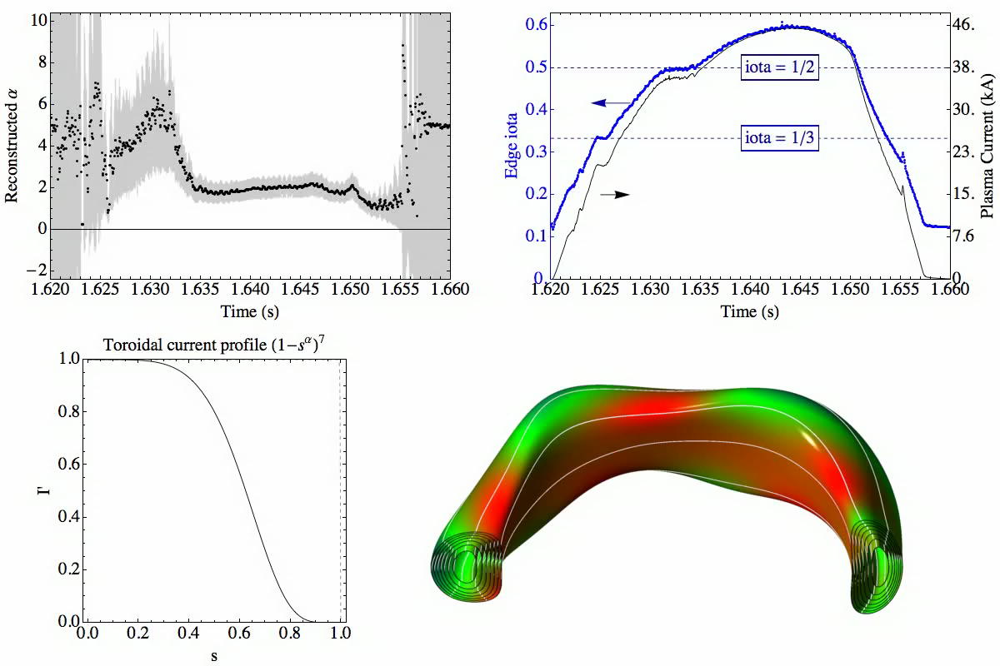 10
8
6
4
2
0
−2
Reconstructed α
1.620 1.625 1.630 1.635 1.640 1.645 1.650 1.655 1.660
Time (s)
0.6
0.5
0.4
0.3
0.2
0.1
0
Edge iota
iota = 1/2
iota = 1/3
46.
38.
30.
23.
15.
7.6
0.
Plasma Current (kA)
1.620 1.625 1.630 1.635 1.640 1.645 1.650 1.655 1.660
Time (s)
Toroidal current profile (1−s^α)^7
1.0
0.8
0.6
0.4
0.2
0.0
I'
0.0 0.2 0.4 0.6 0.8 1.0
s